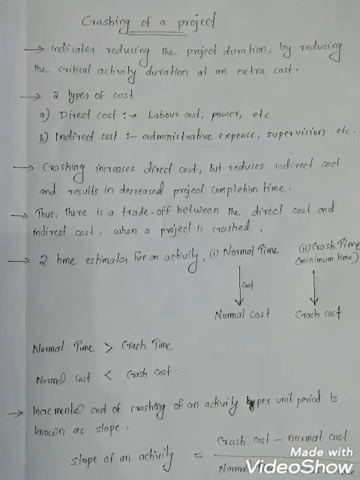 Crashing of a project
→ indicates reducing the project duration, by reducing
the critical activity duration at an extra cost.
→ 2 types of cost
a) Direct cost :→ Labour cost, power, etc
b) Indirect cost :- administrative expense, supervision etc.
→ Crashing increases direct cost, but reduces indirect cost
and results in decreased project completion time.
→ Thus, there is a trade-off between the direct cost and
indirect cost, when a project is crashed.
→ 2 time estimates for an activity, (i) Normal Time (ii) Crash Time
(minimum time)
cost
Normal cost Crash cost
Normal Time > Crash Time
Normal cost < Crash cost
→ Incremental cost of crashing of an activity per unit period is
known as slope.
slope of an activity = Crash cost - normal cost
Normal
Made with
VideoShow